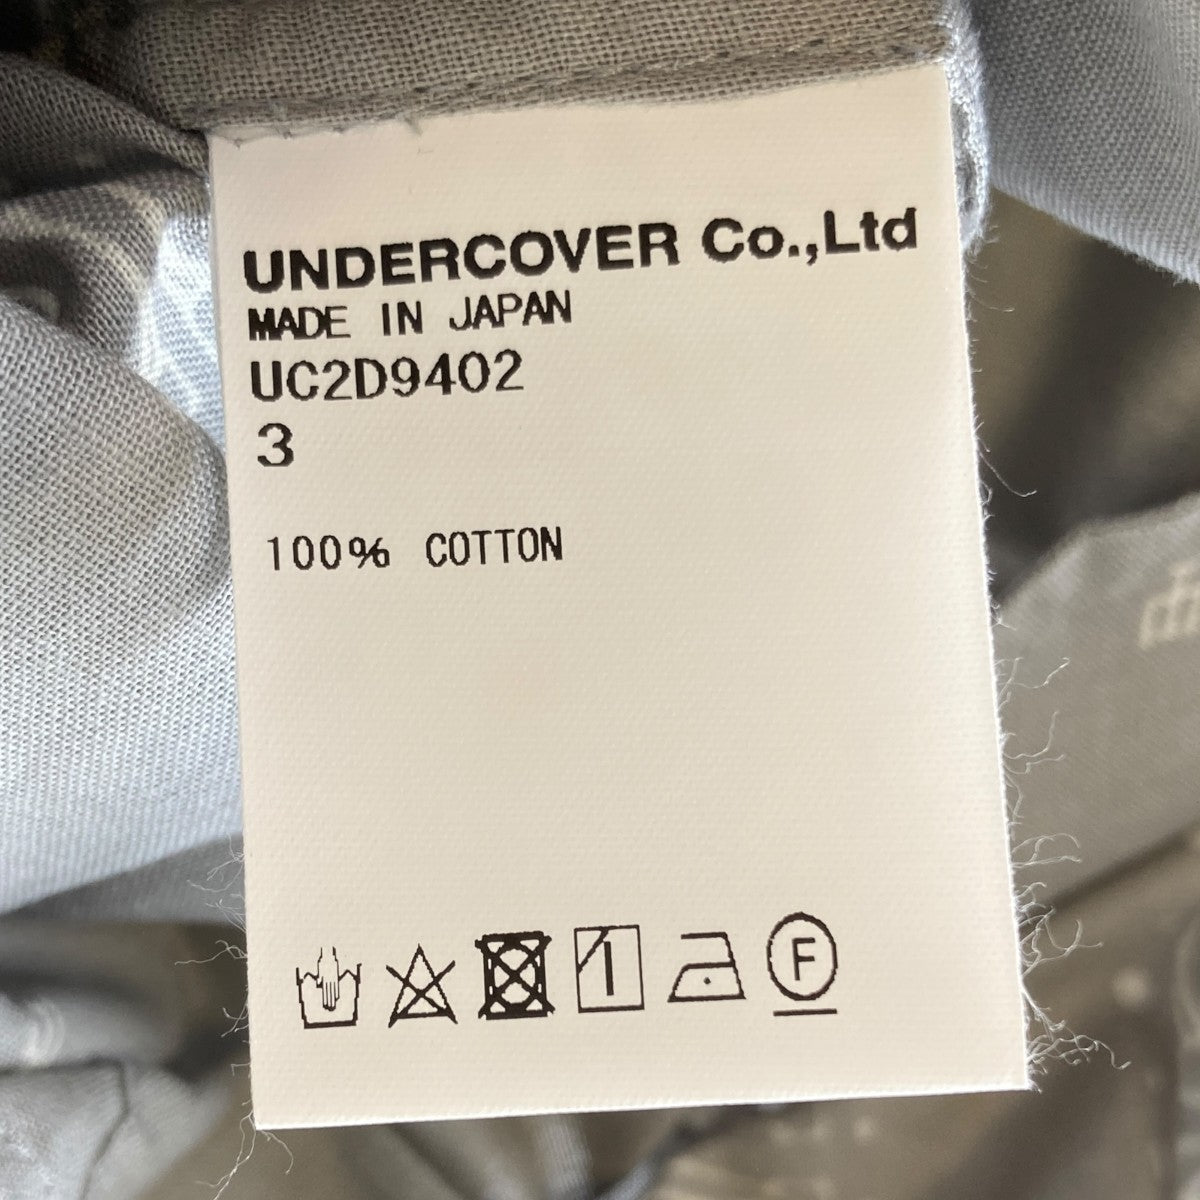 UNDERCOVER Co.,Ltd
MADE IN JAPAN
UC2D9402
3
100% COTTON
F